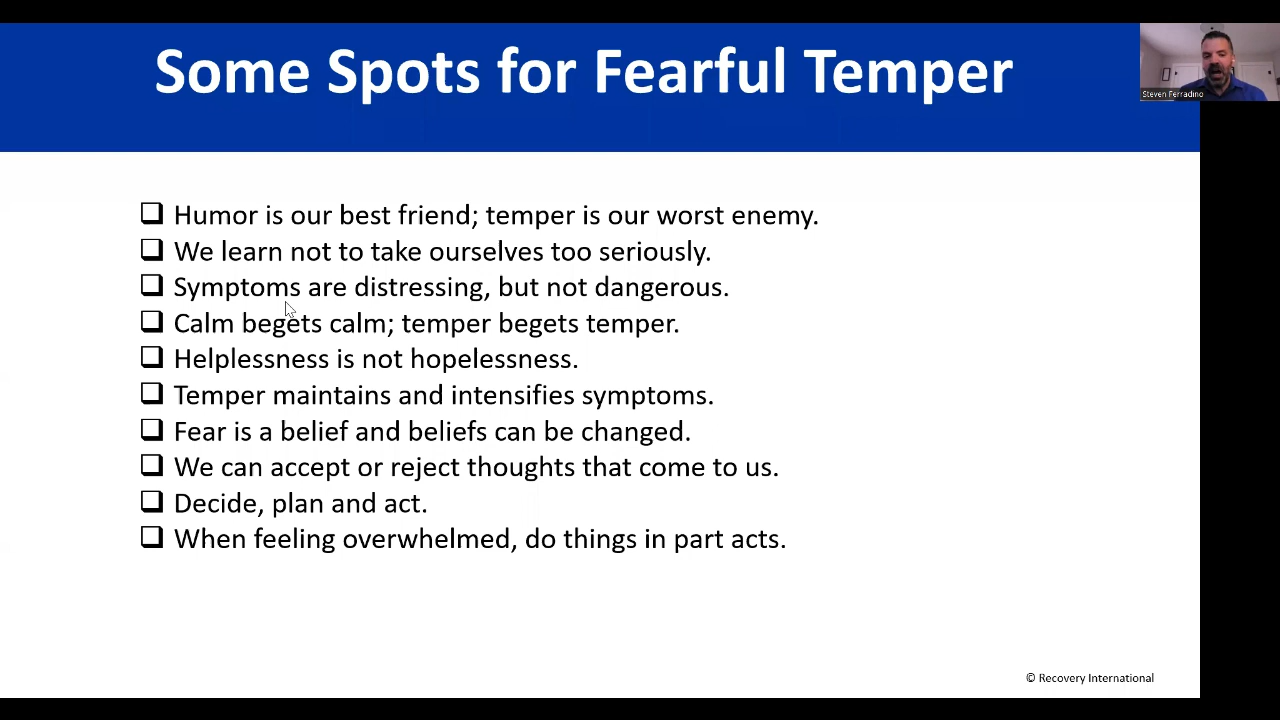 Some Spots for Fearful Temper
Steven Ferradino
Humor is our best friend; temper is our worst enemy.
We learn not to take ourselves too seriously.
Symptoms are distressing, but not dangerous.
Calm begets calm; temper begets temper.
Helplessness is not hopelessness.
Temper maintains and intensifies symptoms.
Fear is a belief and beliefs can be changed.
We can accept or reject thoughts that come to us.
Decide, plan and act.
When feeling overwhelmed, do things in part acts.
© Recovery International